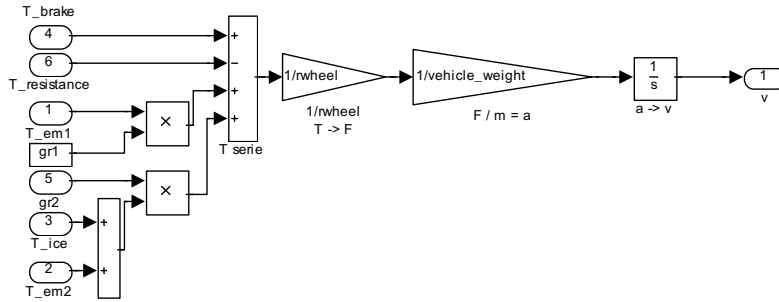 T_brake
4
6
T_resistance
1
T_em1
gr1
5
gr2
3
T_ice
2
T_em2
×
×
+
+
+
−
+
+
T serie
1/rwheel
1/rwheel
T -> F
1/vehicle_weight
F / m = a
1
s
a -> v
1
v